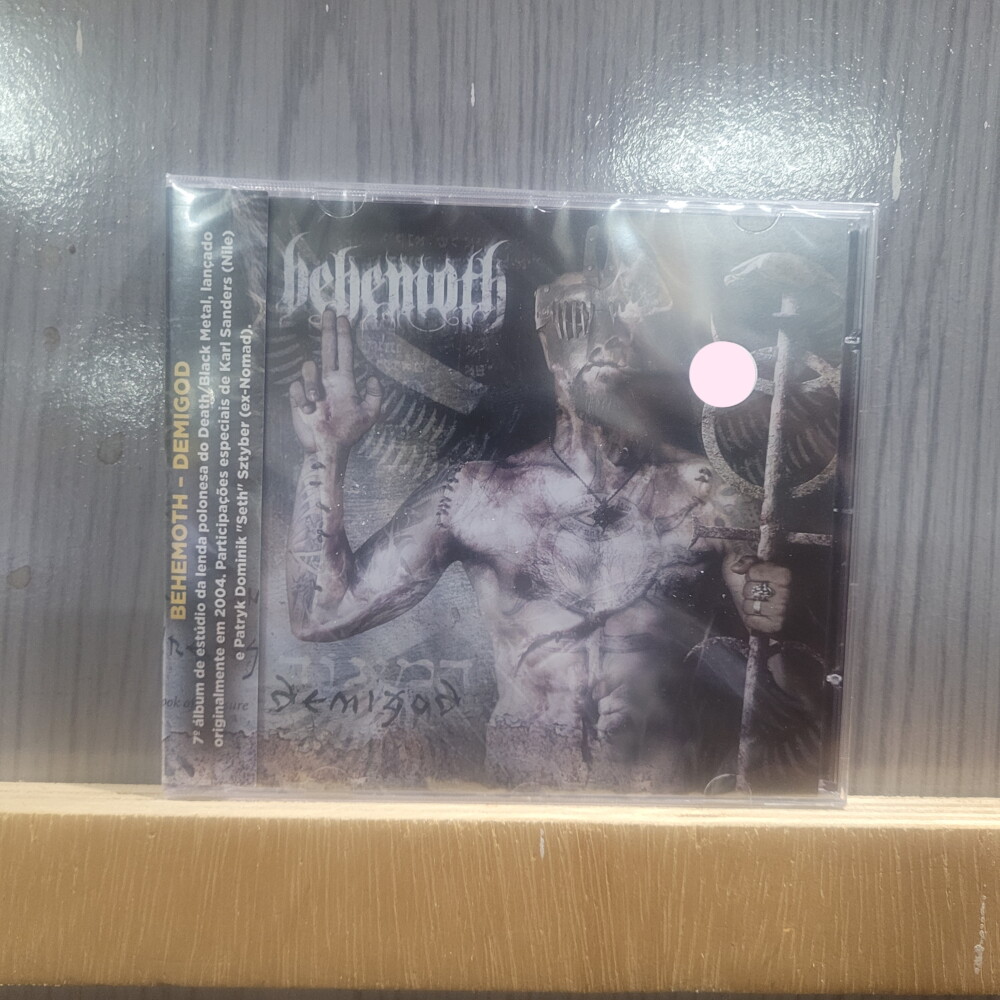 BEHEMOTH – DEMIGOD
7º álbum de estúdio da lenda polonesa do Death/Black Metal, lançado
originalmente em 2004. Participações especiais de Karl Sanders (Nile)
e Patryk Dominik "Seth" Sztyber (ex-Nomad).
behemoth
demigod